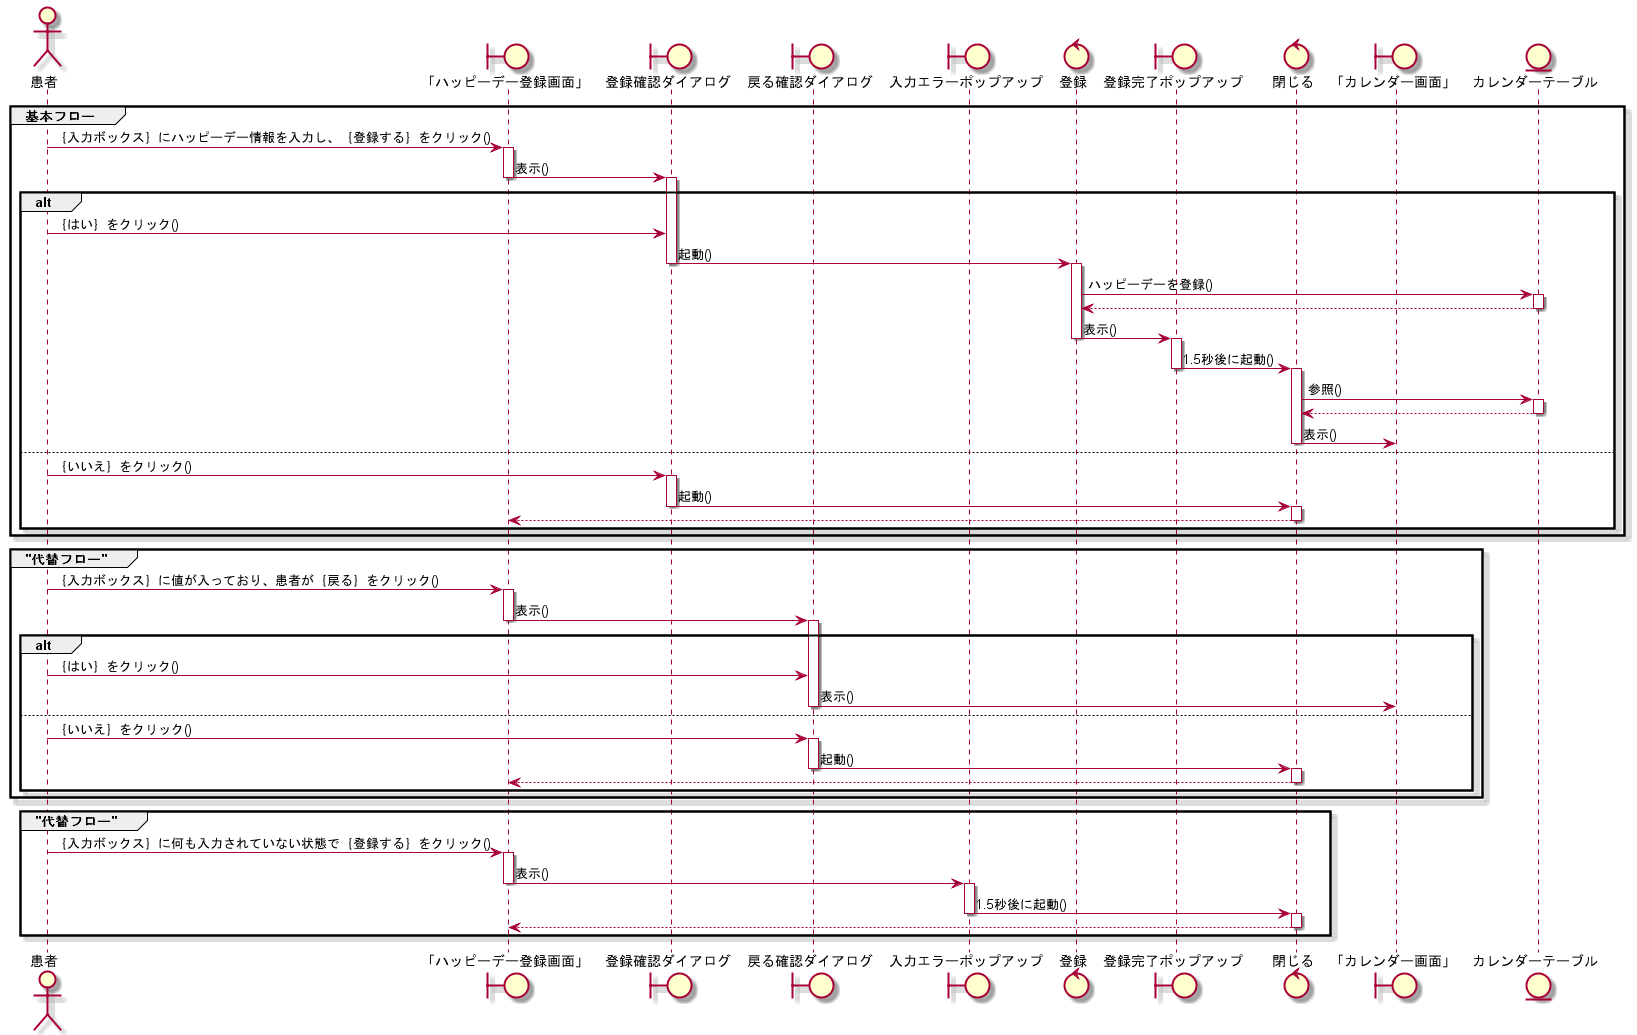 患者
「ハッピーデー登録画面」
登録確認ダイアログ
戻る確認ダイアログ
入力エラーポップアップ
登録
登録完了ポップアップ
閉じる
「カレンダー画面」
カレンダーテーブル
基本フロー
{入力ボックス} にハッピーデー情報を入力し、{登録する} をクリック()
表示()
alt
{はい} をクリック()
起動()
ハッピーデーを登録()
表示()
1.5秒後に起動()
参照()
表示()
{いいえ} をクリック()
起動()
"代替フロー"
{入力ボックス} に値が入っており、患者が {戻る} をクリック()
表示()
alt
{はい} をクリック()
表示()
{いいえ} をクリック()
起動()
"代替フロー"
{入力ボックス} に何も入力されていない状態で {登録する} をクリック()
表示()
1.5秒後に起動()
患者
「ハッピーデー登録画面」
登録確認ダイアログ
戻る確認ダイアログ
入力エラーポップアップ
登録
登録完了ポップアップ
閉じる
「カレンダー画面」
カレンダーテーブル